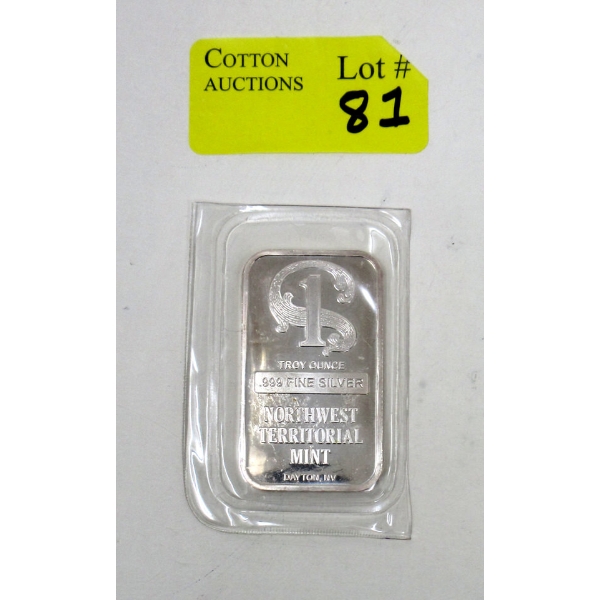 COTTON
AUCTIONS
Lot #
81
1
TROY OUNCE
.999 FINE SILVER
NORTHWEST
TERRITORIAL
MINT
DAYTON, NV